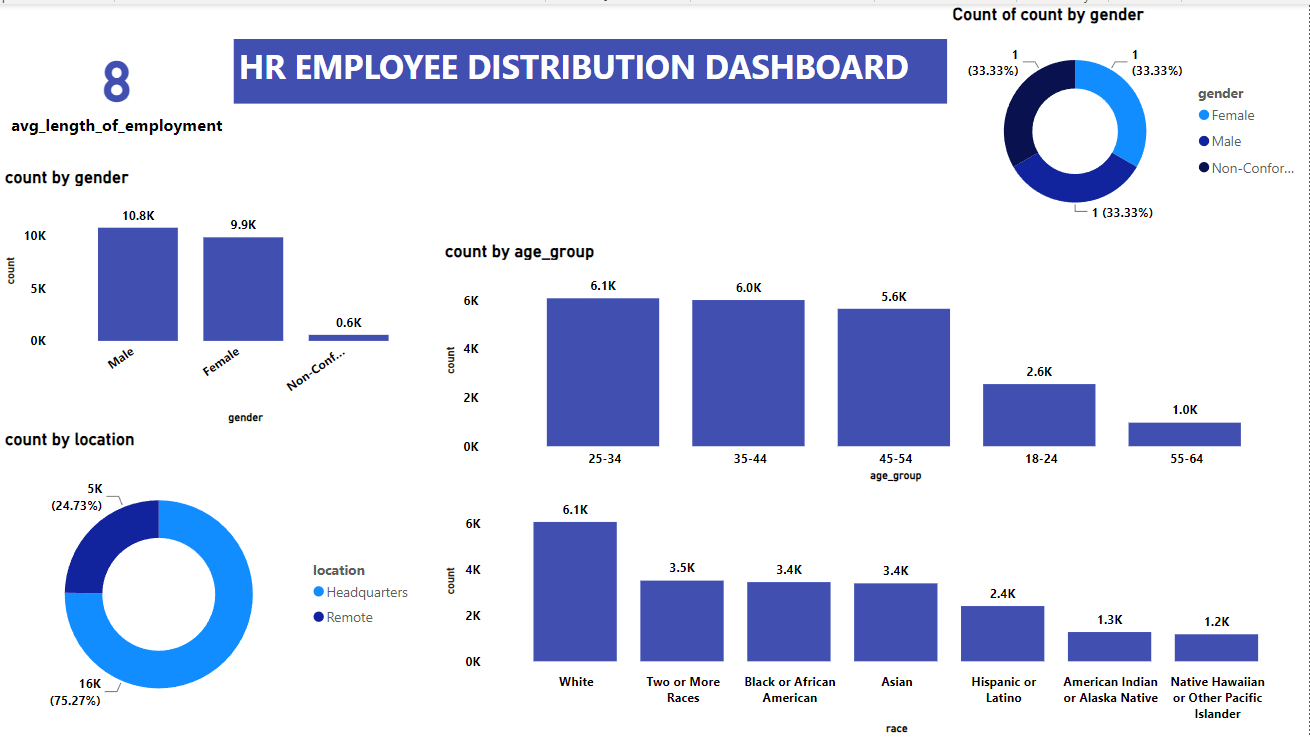 HR EMPLOYEE DISTRIBUTION DASHBOARD
8
avg_length_of_employment
Count of count by gender
1
(33.33%)
1
(33.33%)
1 (33.33%)
gender
Female
Male
Non-Confor...
count by gender
10.8K
9.9K
0.6K
10K
5K
0K
count
Male
Female
Non-Conf...
gender
count by age_group
6.1K
6.0K
5.6K
2.6K
1.0K
6K
4K
2K
0K
count
25-34
35-44
45-54
18-24
55-64
age_group
count by location
5K
(24.73%)
16K
(75.27%)
location
Headquarters
Remote
6.1K
3.5K
3.4K
3.4K
2.4K
1.3K
1.2K
6K
4K
2K
0K
count
White
Two or More
Races
Black or African
American
Asian
Hispanic or
Latino
American Indian
or Alaska Native
Native Hawaiian
or Other Pacific
Islander
race